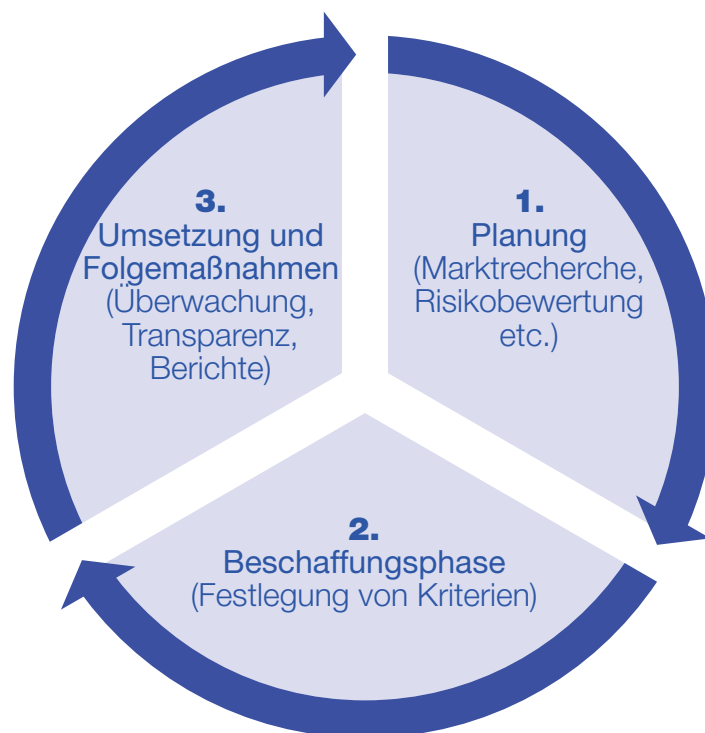 1.
Planung
(Marktrecherche,
Risikobewertung
etc.)
2.
Beschaffungsphase
(Festlegung von Kriterien)
3.
Umsetzung und
Folgemaßnahmen
(Überwachung,
Transparenz,
Berichte)